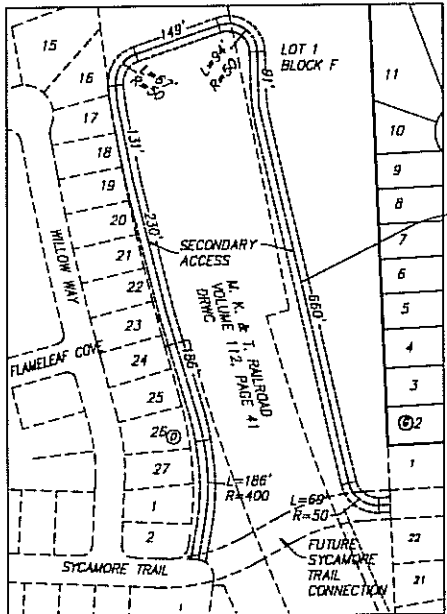 149'
LOT 1
BLOCK F
15
16
L=67'
R=50
L=94'
R=50'
91'
11
17
10
131'
18
9
19
8
20
230'
SECONDARY
ACCESS
7
21
6
WILLOW WAY
22
M. K. & T. RAILROAD
VOLUME 112, PAGE 41
DRWC
660'
5
23
4
FLAMELEAF COVE
24
186'
3
25
26 D
G 2
27
1
L=186'
R=400
L=69'
R=50'
1
2
22
SYCAMORE TRAIL
FUTURE
SYCAMORE
TRAIL
CONNECTION
21
1